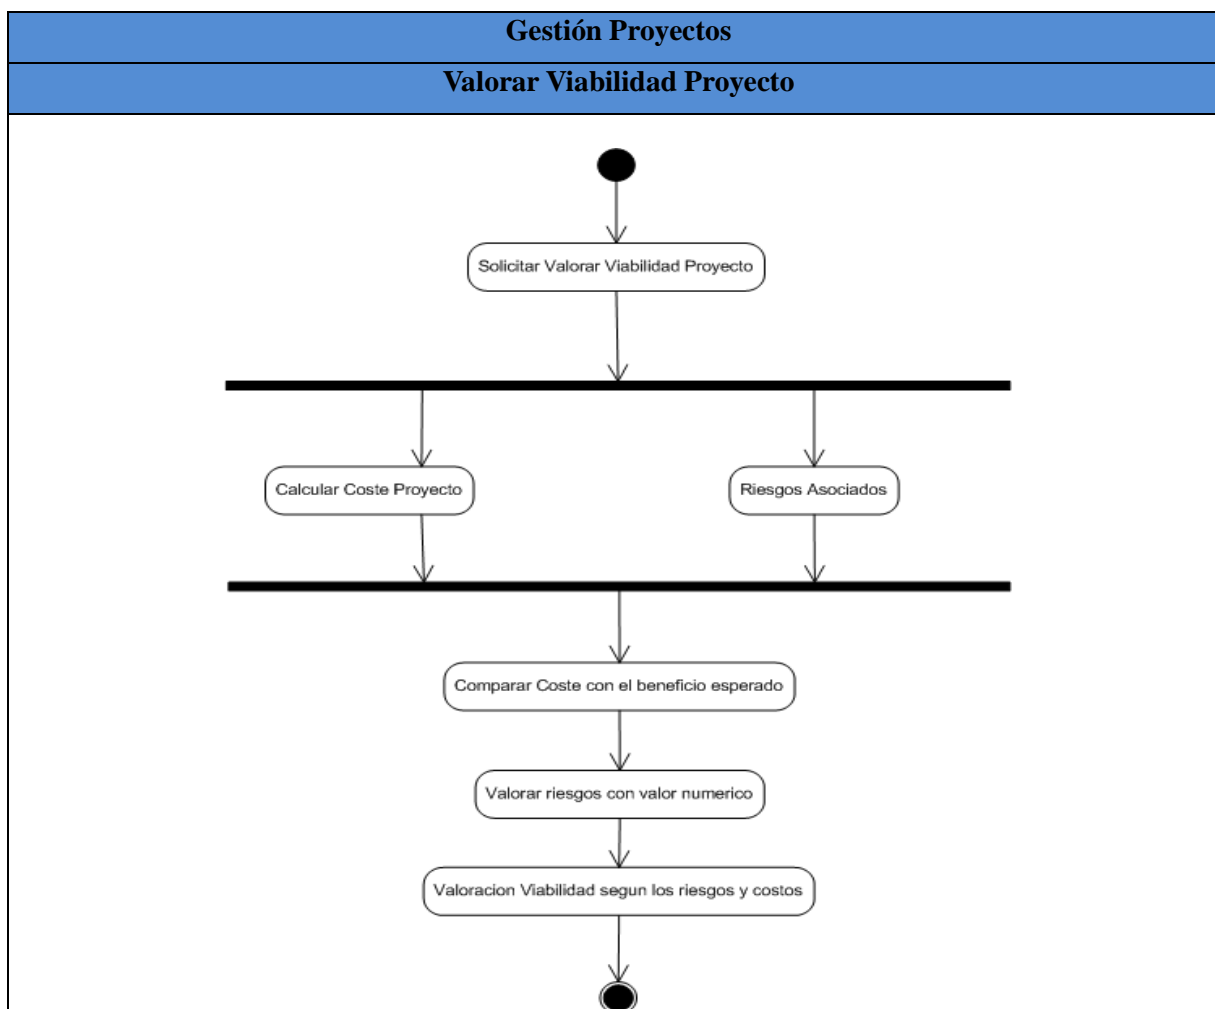 Gestión Proyectos
Valorar Viabilidad Proyecto
Solicitar Valorar Viabilidad Proyecto
Calcular Coste Proyecto
Riesgos Asociados
Comparar Coste con el beneficio esperado
Valorar riesgos con valor numerico
Valoracion Viabilidad segun los riesgos y costos